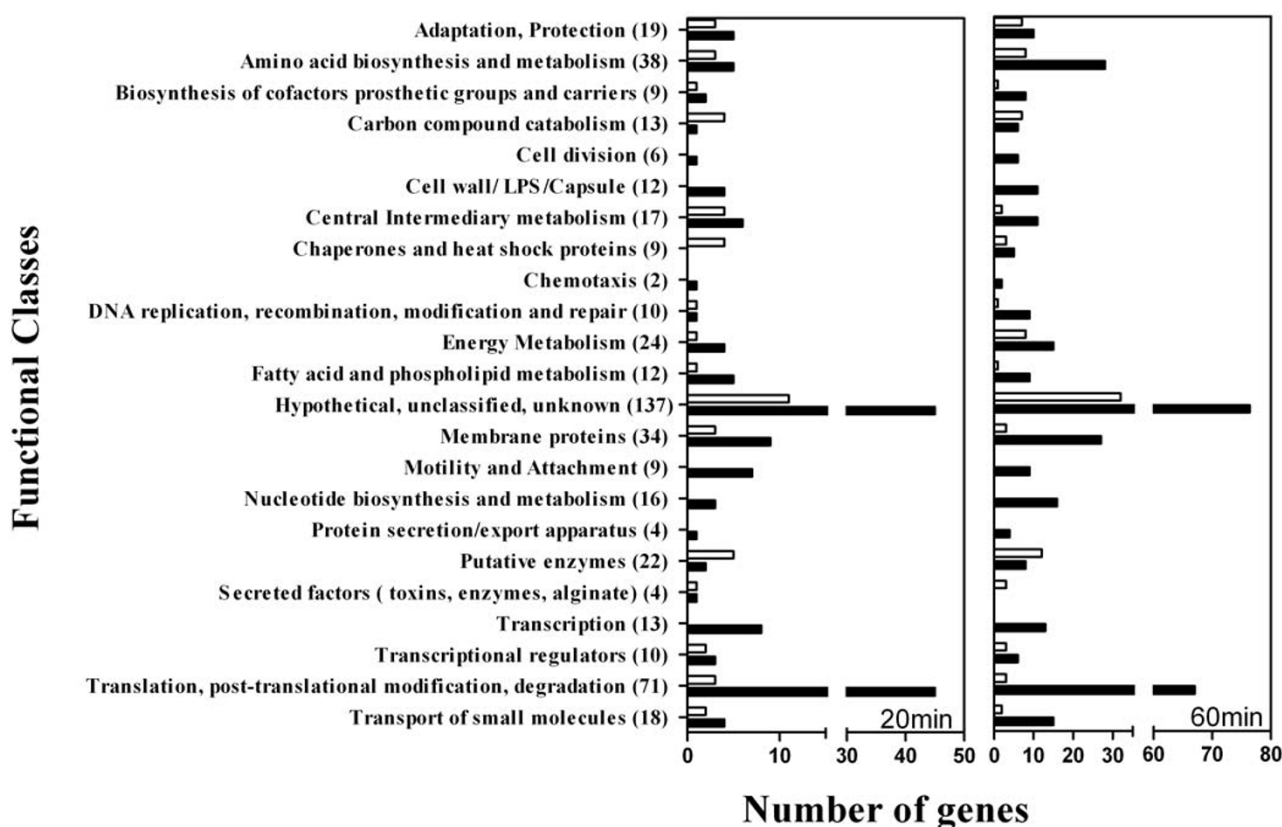 Functional Classes
Adaptation, Protection (19)
Amino acid biosynthesis and metabolism (38)
Biosynthesis of cofactors prosthetic groups and carriers (9)
Carbon compound catabolism (13)
Cell division (6)
Cell wall/ LPS/Capsule (12)
Central Intermediary metabolism (17)
Chaperones and heat shock proteins (9)
Chemotaxis (2)
DNA replication, recombination, modification and repair (10)
Energy Metabolism (24)
Fatty acid and phospholipid metabolism (12)
Hypothetical, unclassified, unknown (137)
Membrane proteins (34)
Motility and Attachment (9)
Nucleotide biosynthesis and metabolism (16)
Protein secretion/export apparatus (4)
Putative enzymes (22)
Secreted factors ( toxins, enzymes, alginate) (4)
Transcription (13)
Transcriptional regulators (10)
Translation, post-translational modification, degradation (71)
Transport of small molecules (18)
20min
60min
0 10 30 40 50
0 10 20 30 60 70 80
Number of genes